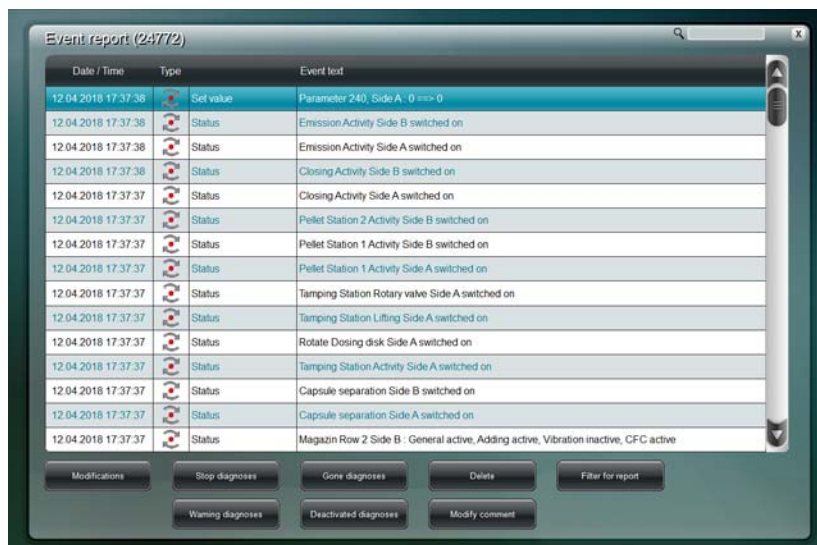 Event report (24772)
x
Date / Time Type Event text
12.04.2018 17:37:38 Set value Parameter 240, Side A : 0 ==> 0
12.04.2018 17:37:38 Status Emission Activity Side B switched on
12.04.2018 17:37:38 Status Emission Activity Side A switched on
12.04.2018 17:37:38 Status Closing Activity Side B switched on
12.04.2018 17:37:37 Status Closing Activity Side A switched on
12.04.2018 17:37:37 Status Pellet Station 2 Activity Side B switched on
12.04.2018 17:37:37 Status Pellet Station 1 Activity Side B switched on
12.04.2018 17:37:37 Status Pellet Station 1 Activity Side A switched on
12.04.2018 17:37:37 Status Tamping Station Rotary valve Side A switched on
12.04.2018 17:37:37 Status Tamping Station Lifting Side A switched on
12.04.2018 17:37:37 Status Rotate Dosing disk Side A switched on
12.04.2018 17:37:37 Status Tamping Station Activity Side A switched on
12.04.2018 17:37:37 Status Capsule separation Side B switched on
12.04.2018 17:37:37 Status Capsule separation Side A switched on
12.04.2018 17:37:37 Status Magazin Row 2 Side B : General active, Adding active, Vibration inactive, CFC active
Modifications Stop diagnoses Gone diagnoses Delete Filter for report
Warning diagnoses Deactivated diagnoses Modify comment